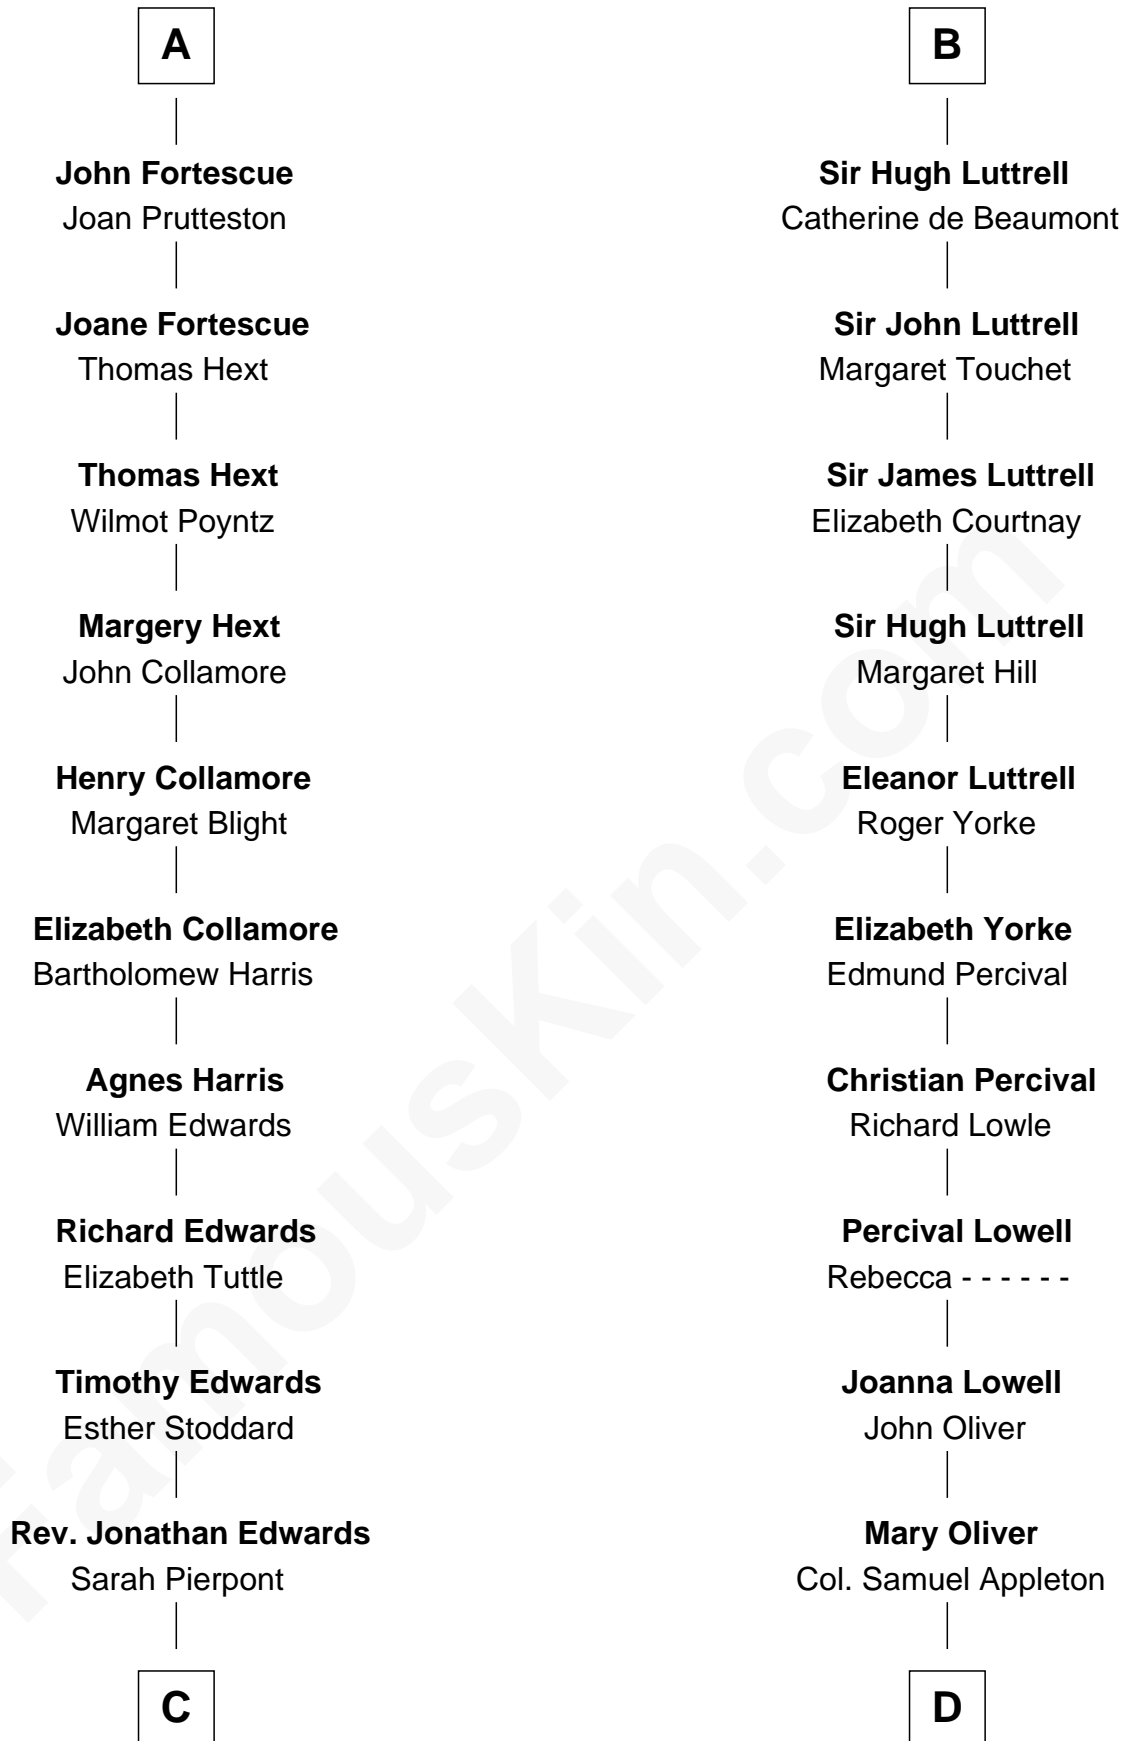 A
John Fortescue
Joan Prutteston
Joane Fortescue
Thomas Hext
Thomas Hext
Wilmot Poyntz
Margery Hext
John Collamore
Henry Collamore
Margaret Blight
Elizabeth Collamore
Bartholomew Harris
Agnes Harris
William Edwards
Richard Edwards
Elizabeth Tuttle
Timothy Edwards
Esther Stoddard
Rev. Jonathan Edwards
Sarah Pierpont
C
B
Sir Hugh Luttrell
Catherine de Beaumont
Sir John Luttrell
Margaret Touchet
Sir James Luttrell
Elizabeth Courtnay
Sir Hugh Luttrell
Margaret Hill
Eleanor Luttrell
Roger Yorke
Elizabeth Yorke
Edmund Percival
Christian Percival
Richard Lowle
Percival Lowell
Rebecca - - - - - -
Joanna Lowell
John Oliver
Mary Oliver
Col. Samuel Appleton
D
FamousKin.com